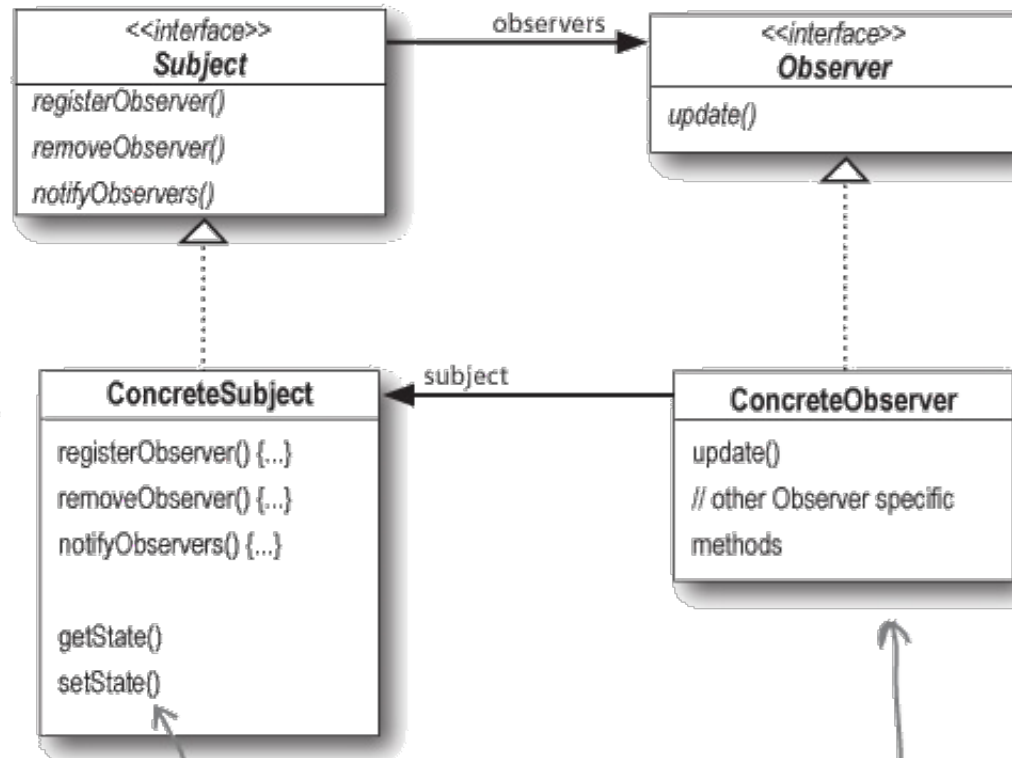 <<interface>>
Subject
registerObserver()
removeObserver()
notifyObservers()
observers
<<interface>>
Observer
update()
ConcreteSubject
registerObserver() {...}
removeObserver() {...}
notifyObservers() {...}
getState()
setState()
subject
ConcreteObserver
update()
// other Observer specific
methods